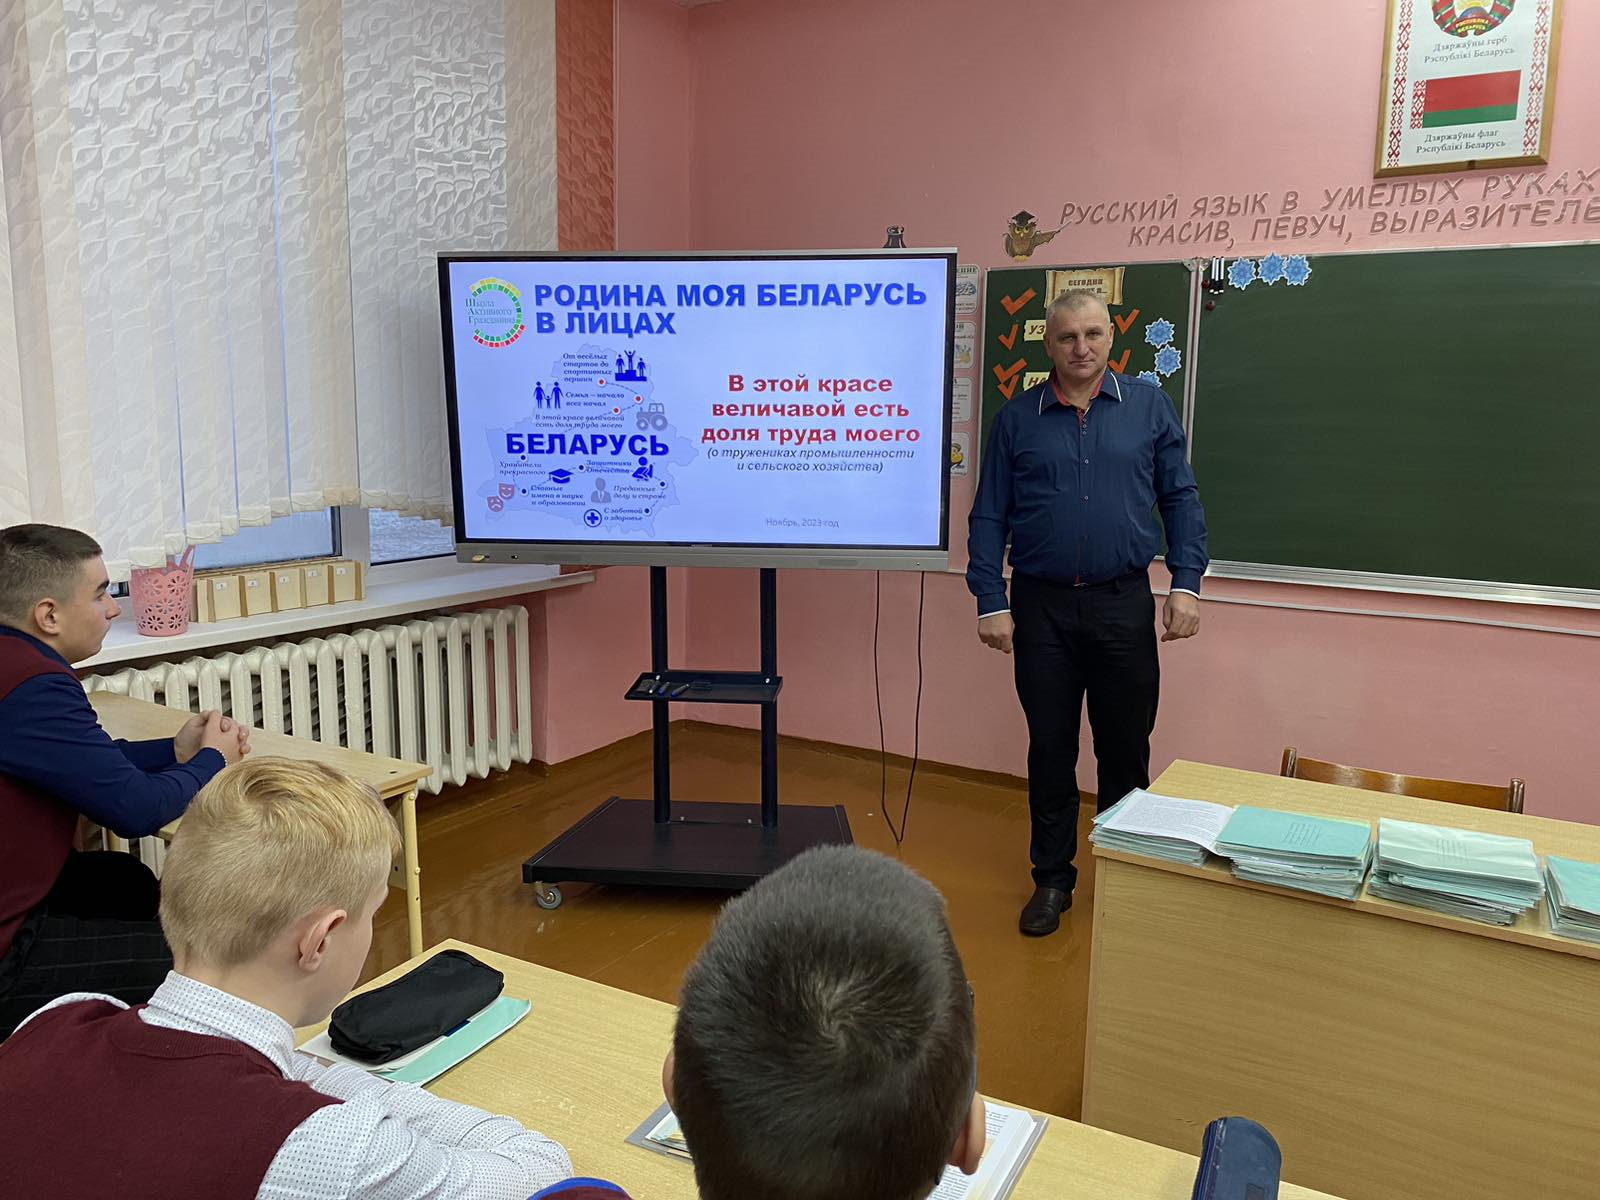 Дзяржаўны герб
Рэспублікі Беларусь
Дзяржаўны флаг
Рэспублікі Беларусь
РУССКИЙ ЯЗЫК В УМЕЛЫХ РУКАХ
КРАСИВ, ПЕВУЧ, ВЫРАЗИТЕЛЕ
СЕГОДНЯ
Школа
Активного
Гражданина
РОДИНА МОЯ БЕЛАРУСЬ
В ЛИЦАХ
От весёлых
стартов до
спортивных
вершин
Семья – начало
всех начал
В этой красе величавой
есть доля труда моего
БЕЛАРУСЬ
Хранители
прекрасного
Защитники
Отечества
Славные
имена в науке
и образовании
Преданные
делу и стране
С заботой
о здоровье
В этой красе
величавой есть
доля труда моего
(о тружениках промышленности
и сельского хозяйства)
Ноябрь, 2023 год